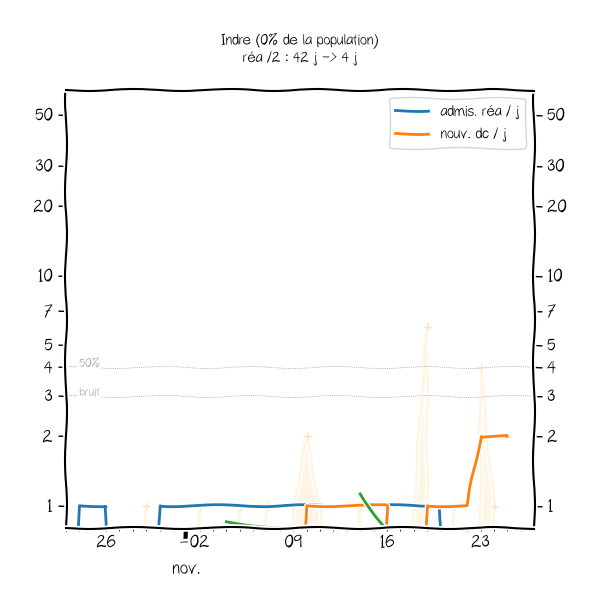 Indre (0% de la population)
réa /2 : 42 j -> 4 j
admis. réa / j
nouv. dc / j
50 50
30 30
20 20
10 10
7 7
5 5
50%
4 4
bruit
3 3
2 2
1 1
26 02 09 16 23
nov.